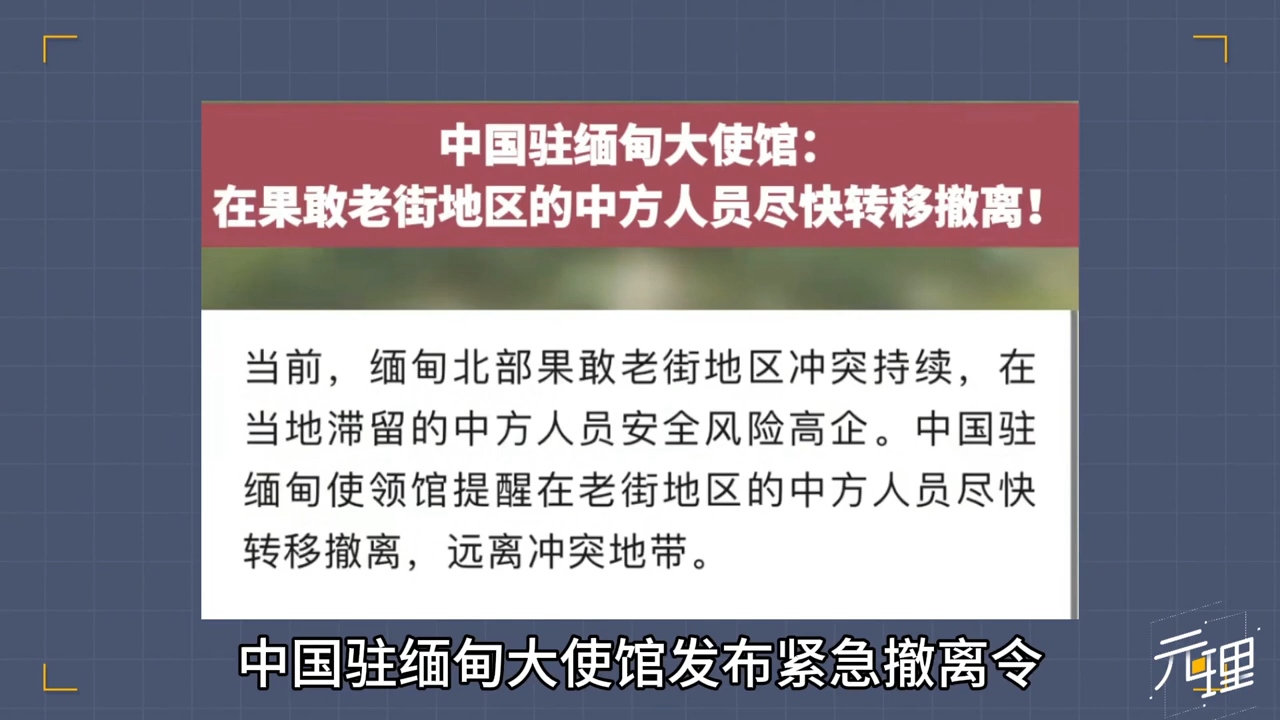 中国驻缅甸大使馆：
在果敢老街地区的中方人员尽快转移撤离！
当前，缅甸北部果敢老街地区冲突持续，在
当地滞留的中方人员安全风险高企。中国驻
缅甸使领馆提醒在老街地区的中方人员尽快
转移撤离，远离冲突地带。
中国驻缅甸大使馆发布紧急撤离令
元理